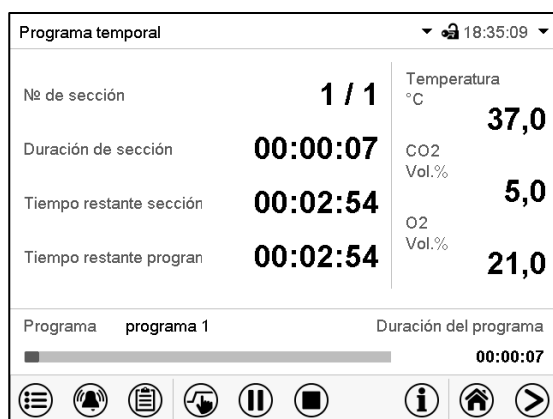 Programa temporal 18:35:09
Nº de sección 1 / 1
Duración de sección 00:00:07
Tiempo restante sección 00:02:54
Tiempo restante progran 00:02:54
Temperatura
°C
37,0
CO2
Vol.%
5,0
O2
Vol.%
21,0
Programa programa 1 Duración del programa
00:00:07